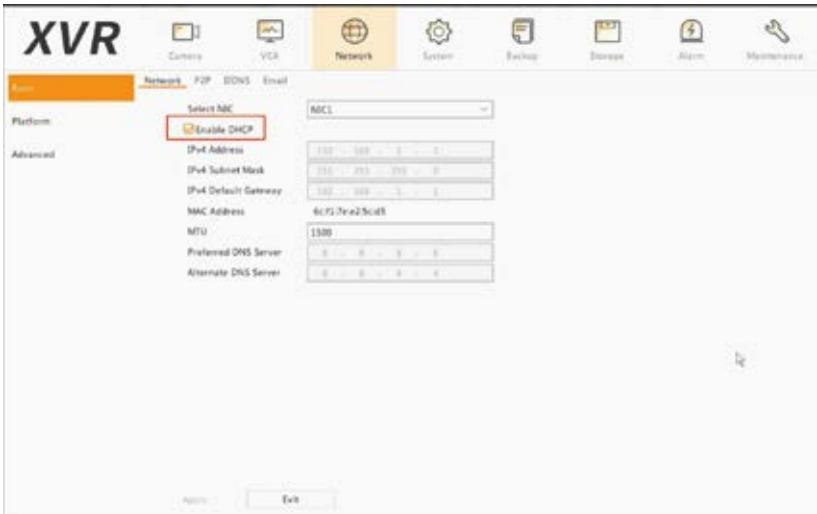 XVR
Camera VCA Network System Backup Storage Alarm Maintenance
Basic
Platform
Advanced
Network P2P DDNS Email
Select NIC NIC1
Enable DHCP
IPv4 Address
IPv4 Subnet Mask
IPv4 Default Gateway
MAC Address
MTU 1500
Preferred DNS Server
Alternate DNS Server
Apply Exit